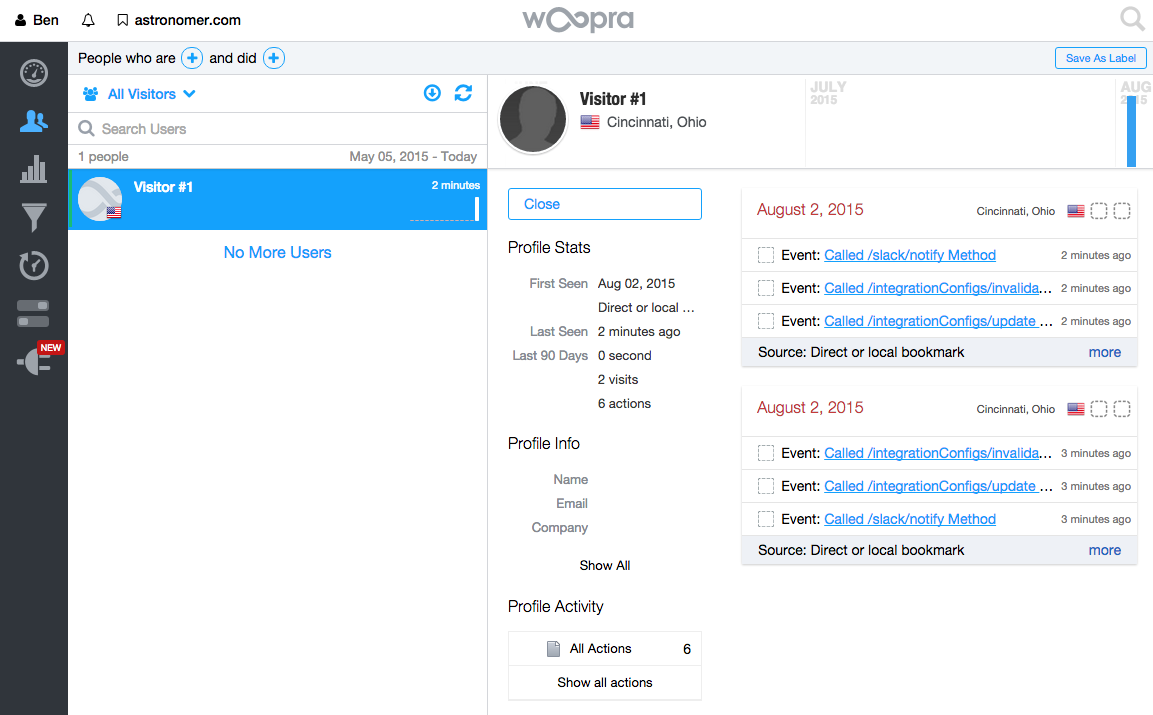 Ben
astronomer.com
woopra
People who are + and did +
Save As Label
All Visitors
Search Users
1 people
May 05, 2015 - Today
Visitor #1
2 minutes
No More Users
NEW
Visitor #1
Cincinnati, Ohio
JULY
2015
AUG
2015
Close
Profile Stats
First Seen Aug 02, 2015
Direct or local ...
Last Seen 2 minutes ago
Last 90 Days 0 second
2 visits
6 actions
Profile Info
Name
Email
Company
Show All
Profile Activity
All Actions 6
Show all actions
August 2, 2015
Cincinnati, Ohio
Event: Called /slack/notify Method 2 minutes ago
Event: Called /integrationConfigs/invalida... 2 minutes ago
Event: Called /integrationConfigs/update ... 2 minutes ago
Source: Direct or local bookmark more
August 2, 2015
Cincinnati, Ohio
Event: Called /integrationConfigs/invalida... 3 minutes ago
Event: Called /integrationConfigs/update ... 3 minutes ago
Event: Called /slack/notify Method 3 minutes ago
Source: Direct or local bookmark more